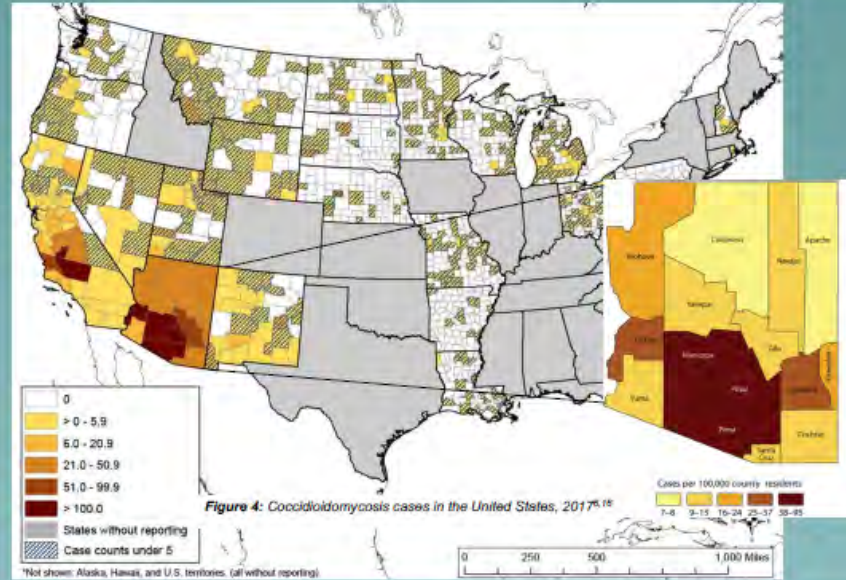 Coconino
Apache
Mohave
Navajo
Yavapai
Gila
Maricopa
Pinal
Yuma
Pima
Cochise
Santa
Cruz
0
> 0 - 5.9
6.0 - 20.9
21.0 - 50.9
51.0 - 99.9
> 100.0
States without reporting
Case counts under 5
Figure 4: Coccidioidomycosis cases in the United States, 2017
Cases per 100,000 county residents
7–8 9–15 16–24 25–37 38–95
0 250 500 1,000 Miles
*Not shown: Alaska, Hawaii, and U.S. territories. (all without reporting)